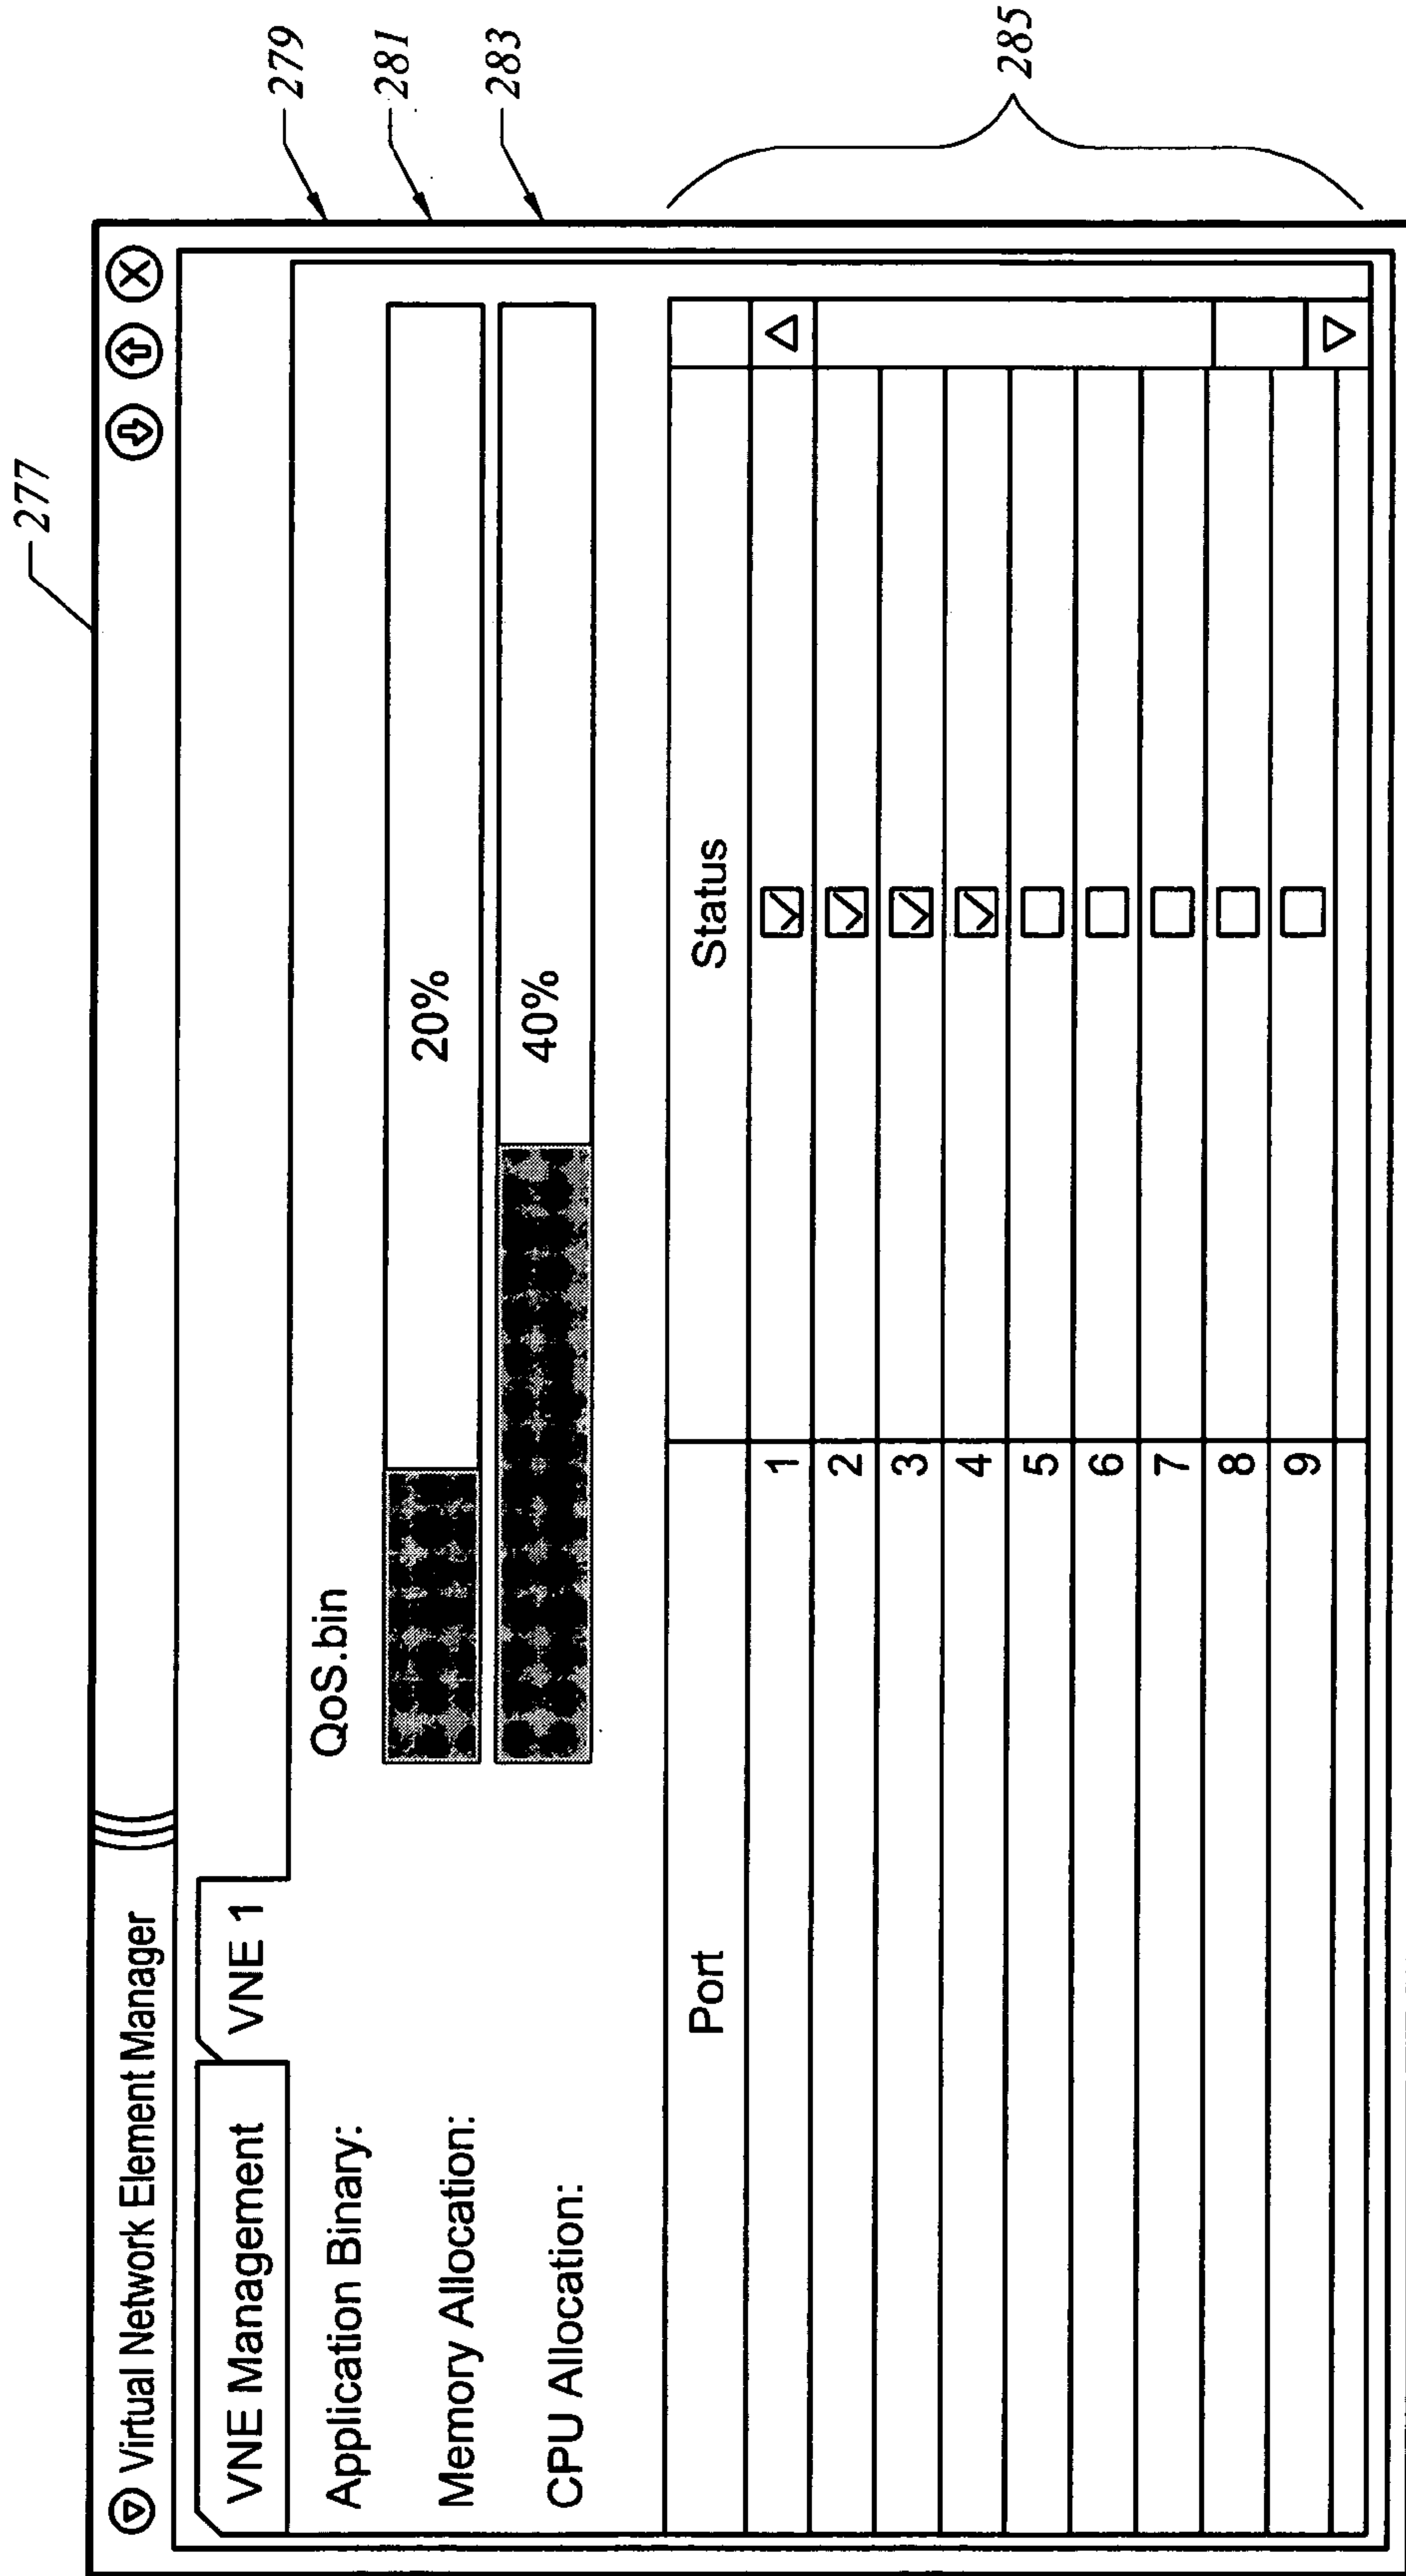 277
Virtual Network Element Manager
VNE Management
VNE 1
279
Application Binary:
QoS.bin
281
Memory Allocation:
20%
283
CPU Allocation:
40%
285
Port
Status
1
2
3
4
5
6
7
8
9